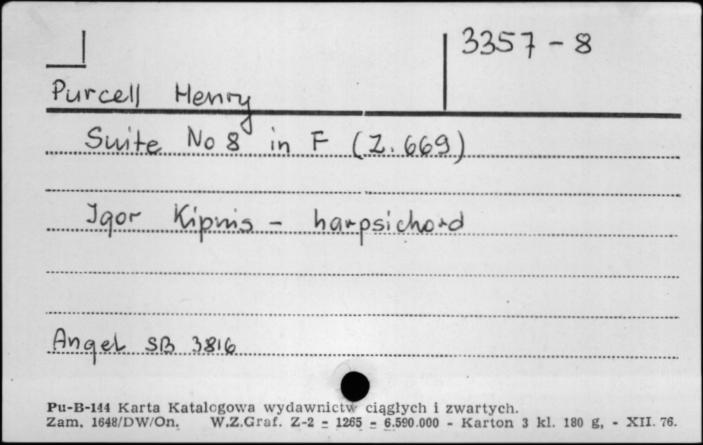 3357-8
Purcell Henry
Suite No 8 in F (Z. 669)
Igor Kipnis - harpsichord
Angel SB 3816
Pu-B-144 Karta Katalogowa wydawnictw ciągłych i zwartych.
Zam. 1648/DW/On. W.Z.Graf. Z-2 = 1265 = 6.590.000 - Karton 3 kl. 180 g, - XII. 76.